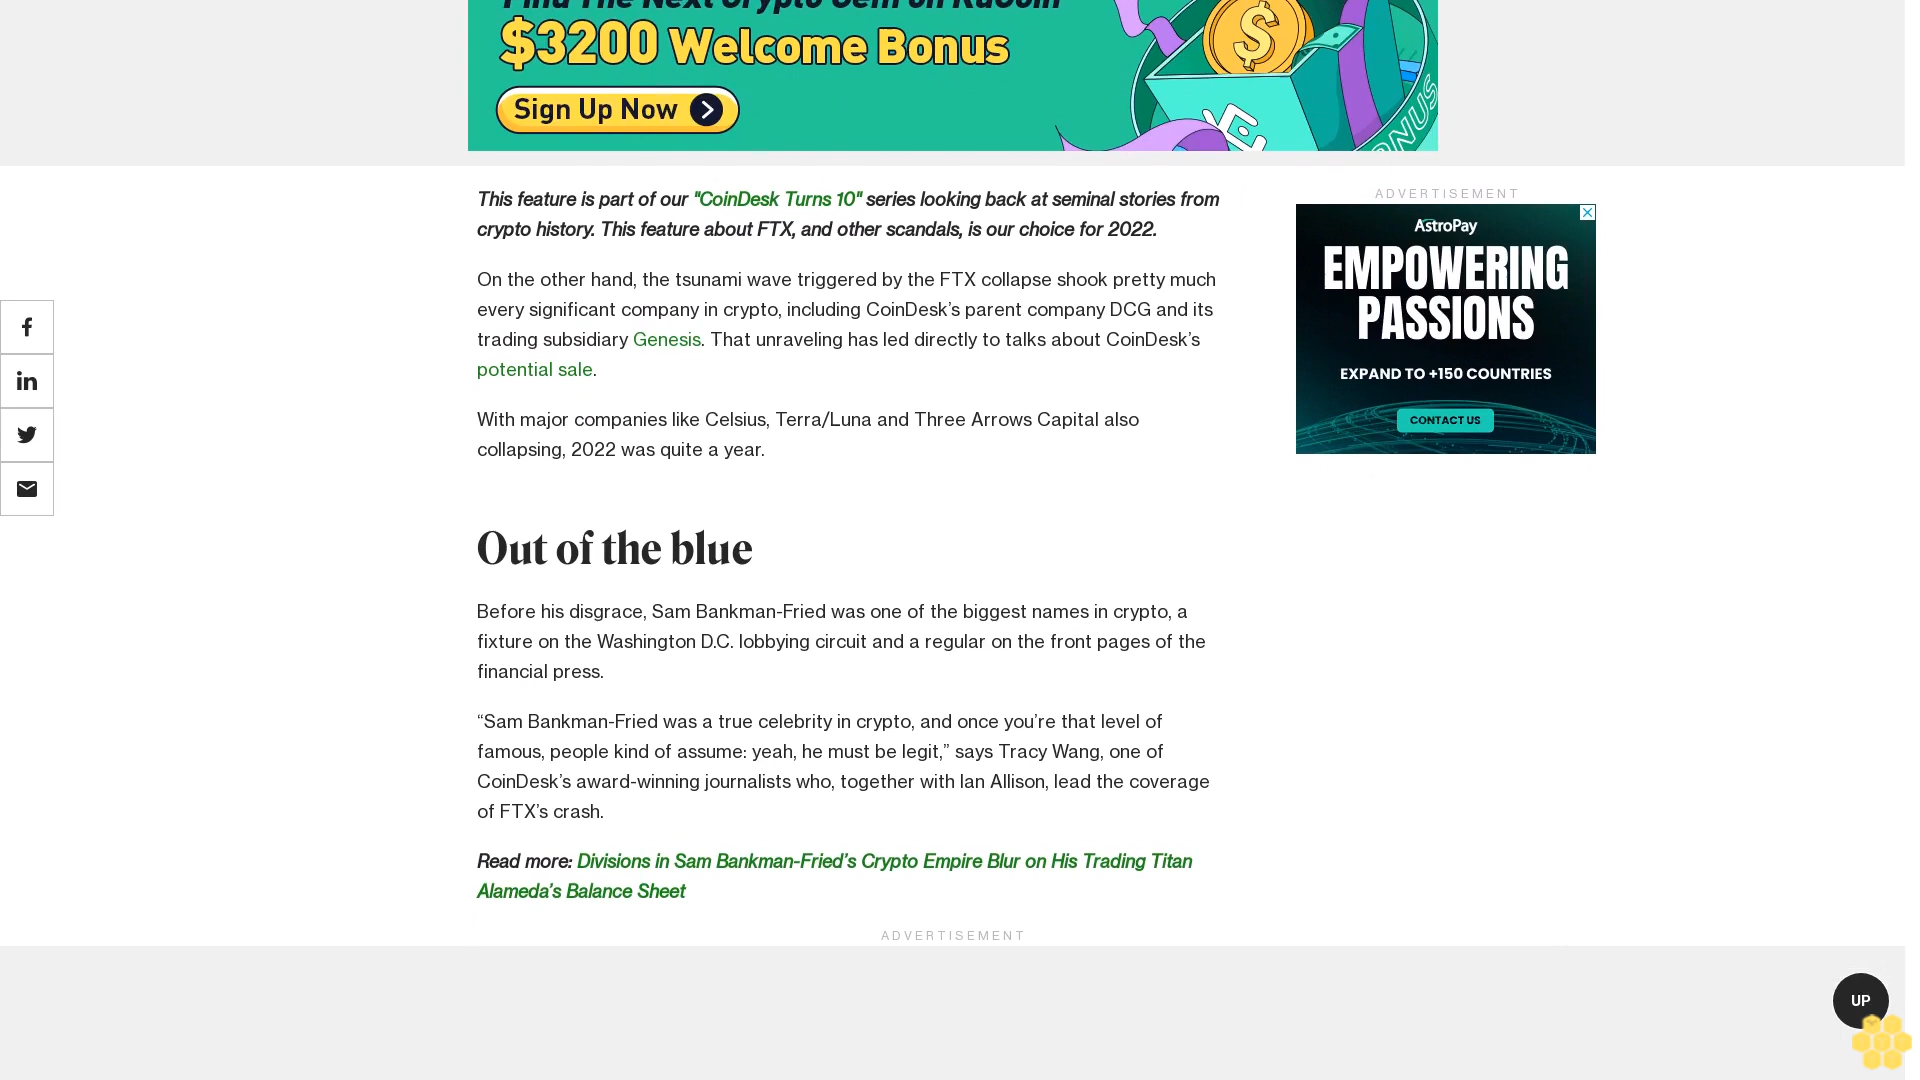 Find The Next Crypto Gem on KuCoin
$3200 Welcome Bonus
Sign Up Now
BONUS
This feature is part of our "CoinDesk Turns 10" series looking back at seminal stories from
crypto history. This feature about FTX, and other scandals, is our choice for 2022.
On the other hand, the tsunami wave triggered by the FTX collapse shook pretty much
every significant company in crypto, including CoinDesk’s parent company DCG and its
trading subsidiary Genesis. That unraveling has led directly to talks about CoinDesk’s
potential sale.
With major companies like Celsius, Terra/Luna and Three Arrows Capital also
collapsing, 2022 was quite a year.
Out of the blue
Before his disgrace, Sam Bankman-Fried was one of the biggest names in crypto, a
fixture on the Washington D.C. lobbying circuit and a regular on the front pages of the
financial press.
“Sam Bankman-Fried was a true celebrity in crypto, and once you’re that level of
famous, people kind of assume: yeah, he must be legit,” says Tracy Wang, one of
CoinDesk’s award-winning journalists who, together with Ian Allison, lead the coverage
of FTX’s crash.
Read more: Divisions in Sam Bankman-Fried’s Crypto Empire Blur on His Trading Titan
Alameda’s Balance Sheet
ADVERTISEMENT
ADVERTISEMENT
AstroPay
EMPOWERING
PASSIONS
EXPAND TO +150 COUNTRIES
CONTACT US
UP